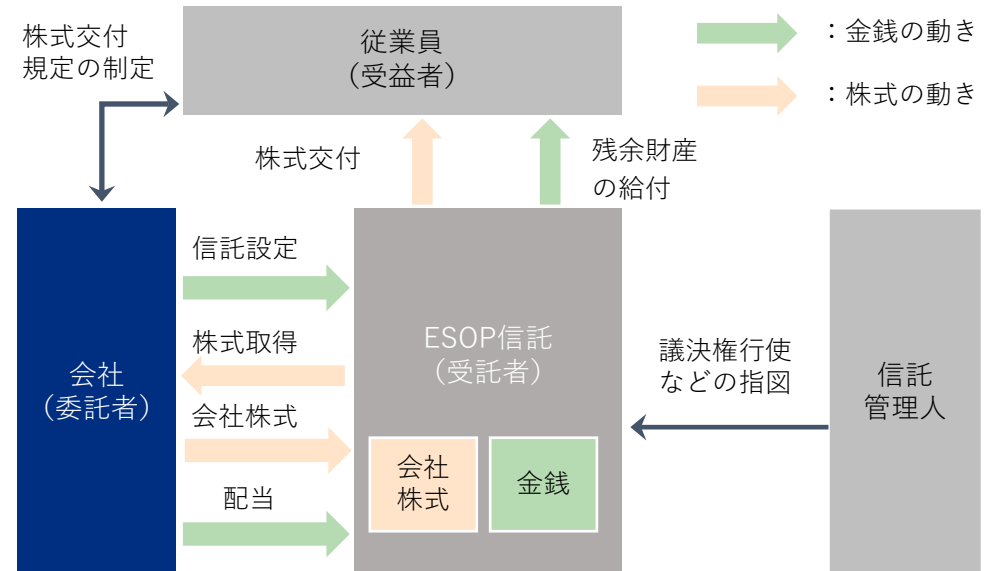 株式交付
規定の制定
従業員
（受益者）
：金銭の動き
：株式の動き
株式交付
残余財産
の給付
信託設定
株式取得
会社株式
配当
会社
（委託者）
ESOP信託
（受託者）
会社
株式
金銭
議決権行使
などの指図
信託
管理人